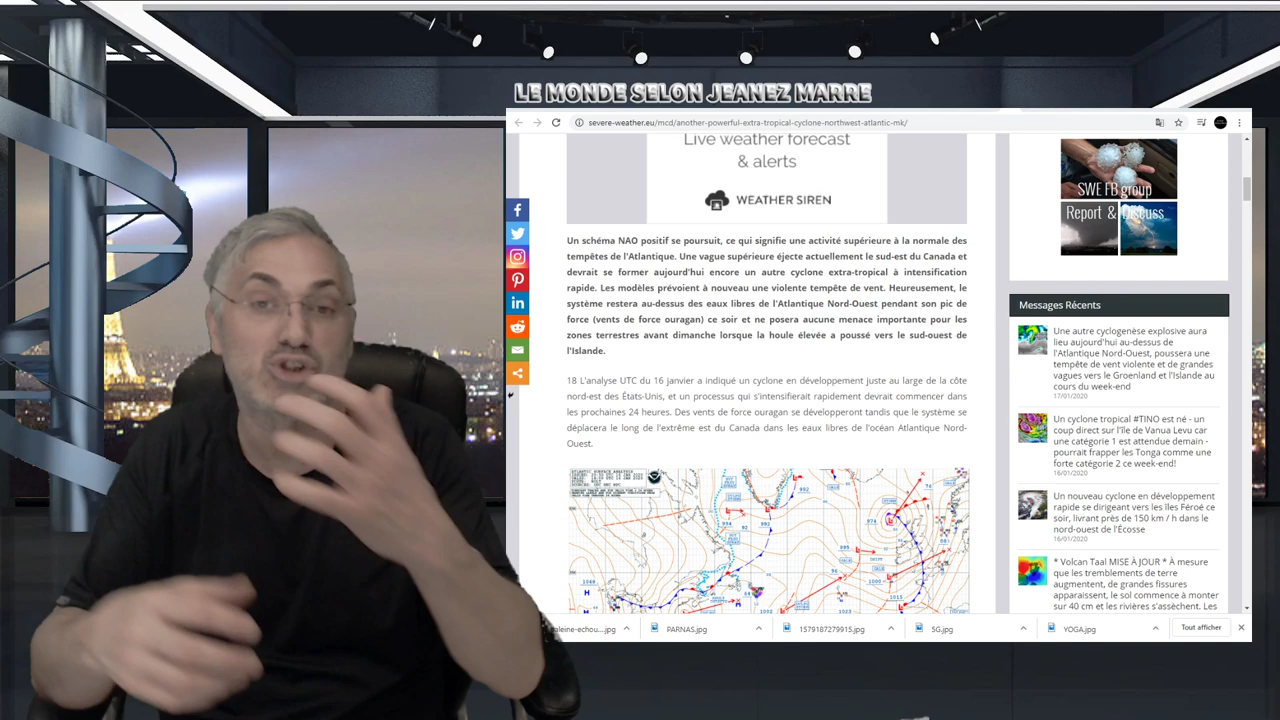 LE MONDE SELON JEANEZ MARRE
severe-weather.eu/mcd/another-powerful-extra-tropical-cyclone-northwest-atlantic-mk/
Live weather forecast
& alerts
WEATHER SIREN
Un schéma NAO positif se poursuit, ce qui signifie une activité supérieure à la normale des
tempêtes de l'Atlantique. Une vague supérieure éjecte actuellement le sud-est du Canada et
devrait se former aujourd'hui encore un autre cyclone extra-tropical à intensification
rapide. Les modèles prévoient à nouveau une violente tempête de vent. Heureusement, le
système restera au-dessus des eaux libres de l'Atlantique Nord-Ouest pendant son pic de
force (vents de force ouragan) ce soir et ne posera aucune menace importante pour les
zones terrestres avant dimanche lorsque la houle élevée a poussé vers le sud-ouest de
l'Islande.
18 L'analyse UTC du 16 janvier a indiqué un cyclone en développement juste au large de la côte
nord-est des États-Unis, et un processus qui s'intensifierait rapidement devrait commencer dans
les prochaines 24 heures. Des vents de force ouragan se développeront tandis que le système se
déplacera le long de l'extrême est du Canada dans les eaux libres de l'océan Atlantique Nord-
Ouest.
SWE FB group
Report & Discuss
Messages Récents
Une autre cyclogenèse explosive aura
lieu aujourd'hui au-dessus de
l'Atlantique Nord-Ouest, poussera une
tempête de vent violente et de grandes
vagues vers le Groenland et l'Islande au
cours du week-end
17/01/2020
Un cyclone tropical #TINO est né - un
coup direct sur l'île de Vanua Levu car
une catégorie 1 est attendue demain -
pourrait frapper les Tonga comme une
forte catégorie 2 ce week-end!
16/01/2020
Un nouveau cyclone en développement
rapide se dirigeant vers les îles Féroé ce
soir, livrant près de 150 km / h dans le
nord-ouest de l'Écosse
16/01/2020
* Volcan Taal MISE À JOUR * À mesure
que les tremblements de terre
augmentent, de grandes fissures
apparaissent, le sol commence à monter
sur 40 cm et les rivières s'assèchent. Les
ATLANTIC SURFACE ANALYSIS
992
974
1048
H
aleine-echou....jpg
PARNAS.jpg
1579187279915.jpg
5G.jpg
VOGA.jpg
Tout afficher